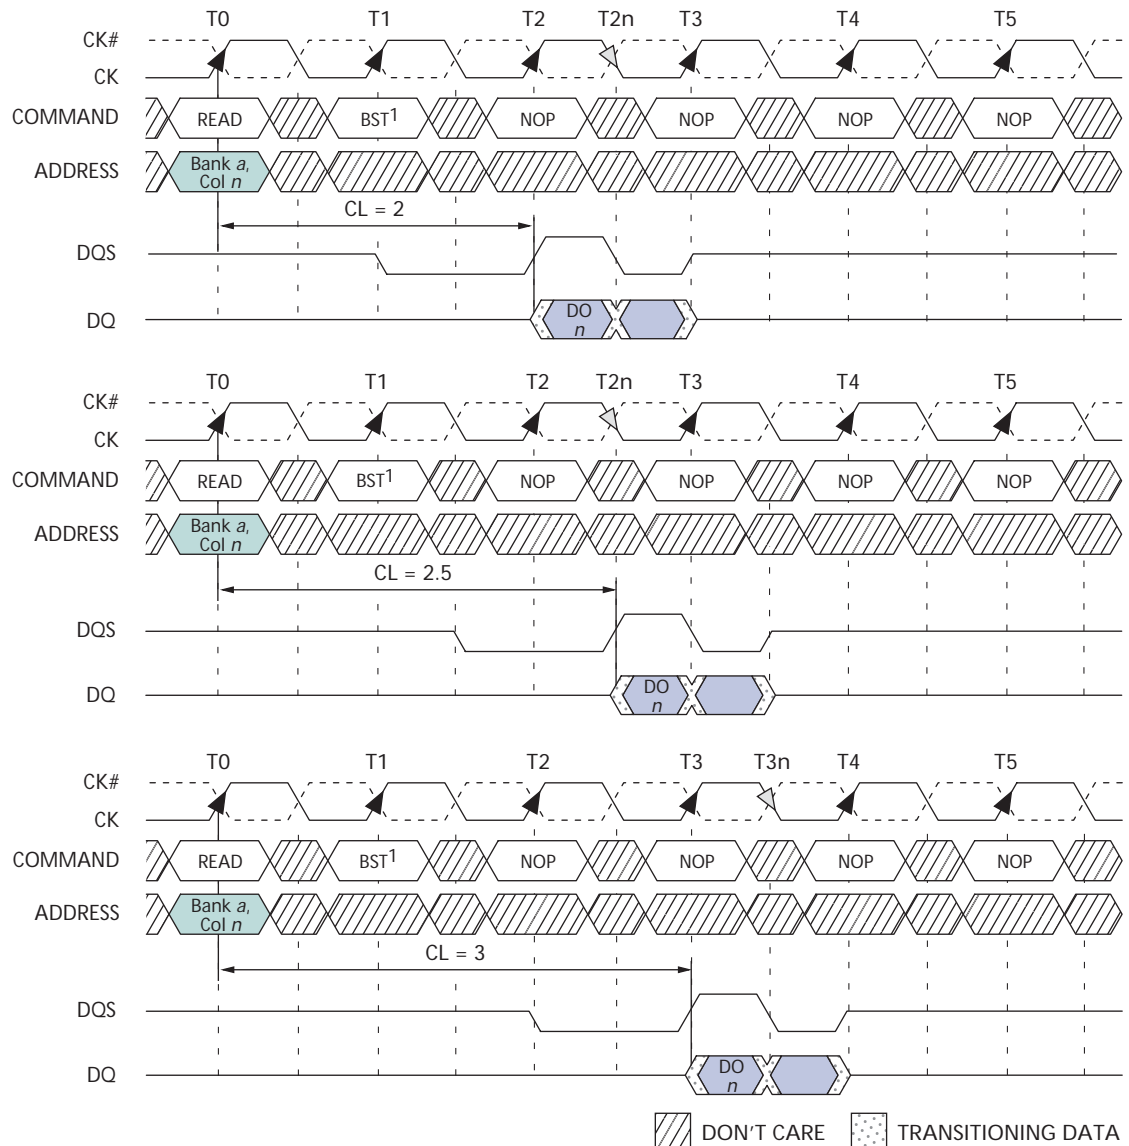 T0 T1 T2 T2n T3 T4 T5
CK#
CK
COMMAND READ BST1 NOP NOP NOP NOP
ADDRESS Bank a,
Col n
CL = 2
DQS
DQ DO
n
T0 T1 T2 T2n T3 T4 T5
CK#
CK
COMMAND READ BST1 NOP NOP NOP NOP
ADDRESS Bank a,
Col n
CL = 2.5
DQS
DQ DO
n
T0 T1 T2 T3 T3n T4 T5
CK#
CK
COMMAND READ BST1 NOP NOP NOP NOP
ADDRESS Bank a,
Col n
CL = 3
DQS
DQ DO
n
DON'T CARE TRANSITIONING DATA